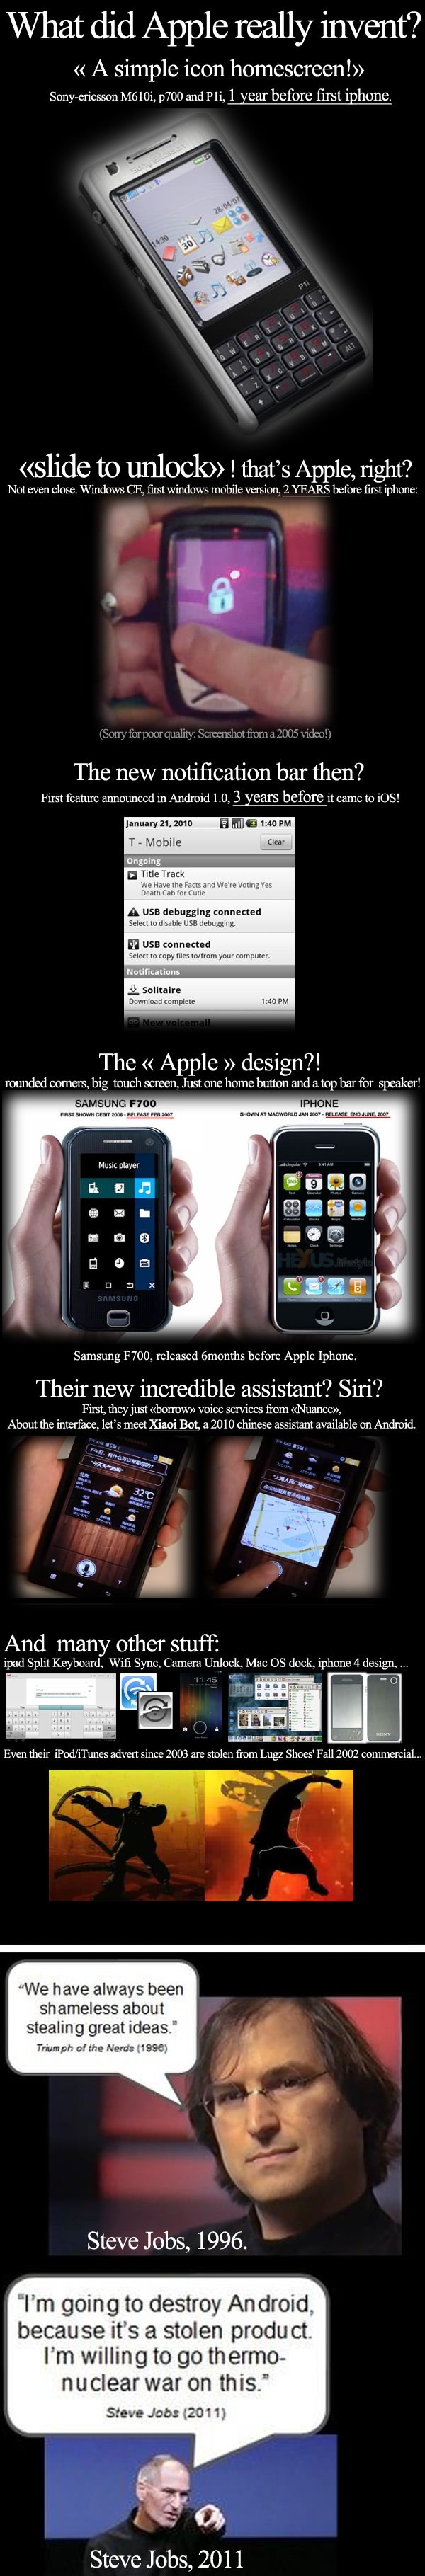 What did Apple really invent?
« A simple icon homescreen!»
Sony-ericsson M610i, p700 and P1i, 1 year before first iphone.
28/04/07
14:30
30
P1i
«slide to unlock» ! that's Apple, right?
Not even close. Windows CE, first windows mobile version, 2 YEARS before first iphone:
(Sorry for poor quality: Screenshot from a 2005 video!)
The new notification bar then?
First feature announced in Android 1.0, 3 years before it came to iOS!
January 21, 2010 1:40 PM
T - Mobile Clear
Ongoing
Title Track
We Have the Facts and We're Voting Yes
Death Cab for Cutie
USB debugging connected
Select to disable USB debugging.
USB connected
Select to copy files to/from your computer.
Notifications
Solitaire
Download complete 1:40 PM
New voicemail
The « Apple » design?!
rounded corners, big touch screen, Just one home button and a top bar for speaker!
SAMSUNG F700
FIRST SHOWN CEBIT 2006 - RELEASE FEB 2007
IPHONE
SHOWN AT MACWORLD JAN 2007 - RELEASE END JUNE, 2007
Music player
SAMSUNG
9
Samsung F700, released 6months before Apple Iphone.
Their new incredible assistant? Siri?
First, they just «borrow» voice services from «Nuance»,
About the interface, let's meet Xiaoi Bot, a 2010 chinese assistant available on Android.
32°C
And many other stuff:
ipad Split Keyboard, Wifi Sync, Camera Unlock, Mac OS dock, iphone 4 design, ...
11:45
SONY
Even their iPod/iTunes advert since 2003 are stolen from Lugz Shoes' Fall 2002 commercial...
"We have always been
shameless about
stealing great ideas."
Triumph of the Nerds (1996)
Steve Jobs, 1996.
"I'm going to destroy Android,
because it's a stolen product.
I'm willing to go thermo-
nuclear war on this."
Steve Jobs (2011)
Steve Jobs, 2011